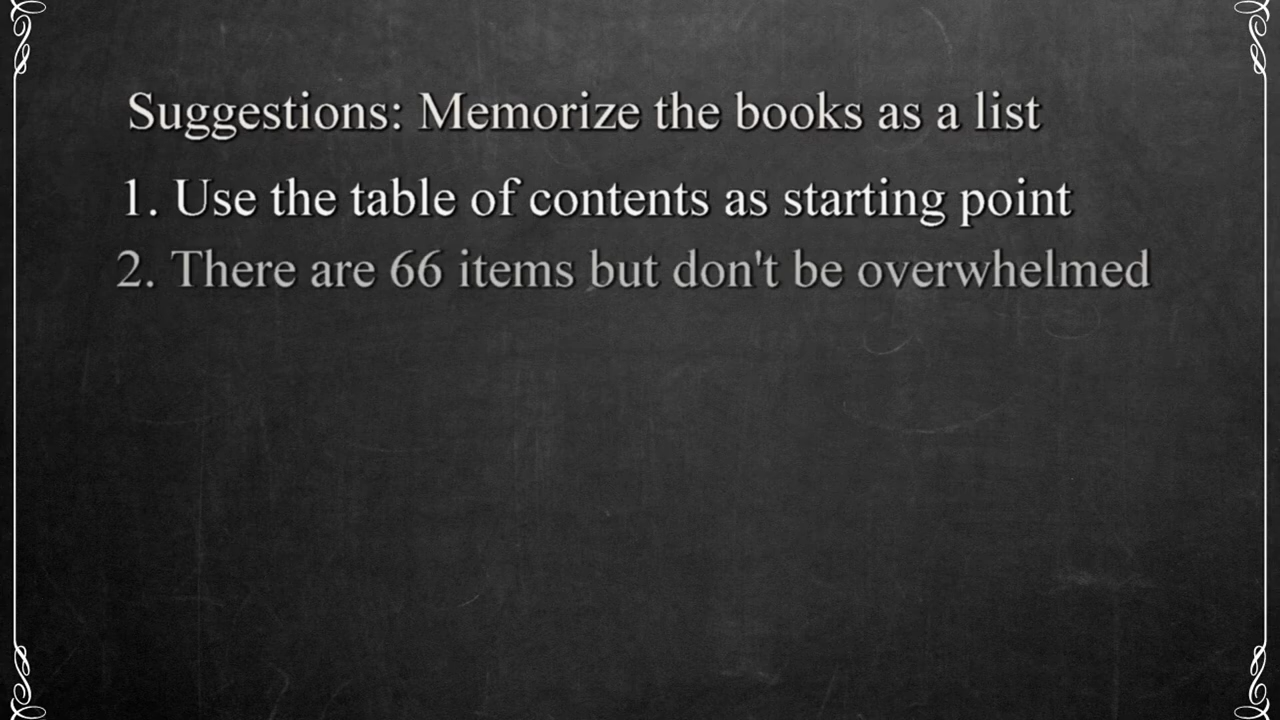 Suggestions: Memorize the books as a list
1. Use the table of contents as starting point
2. There are 66 items but don't be overwhelmed